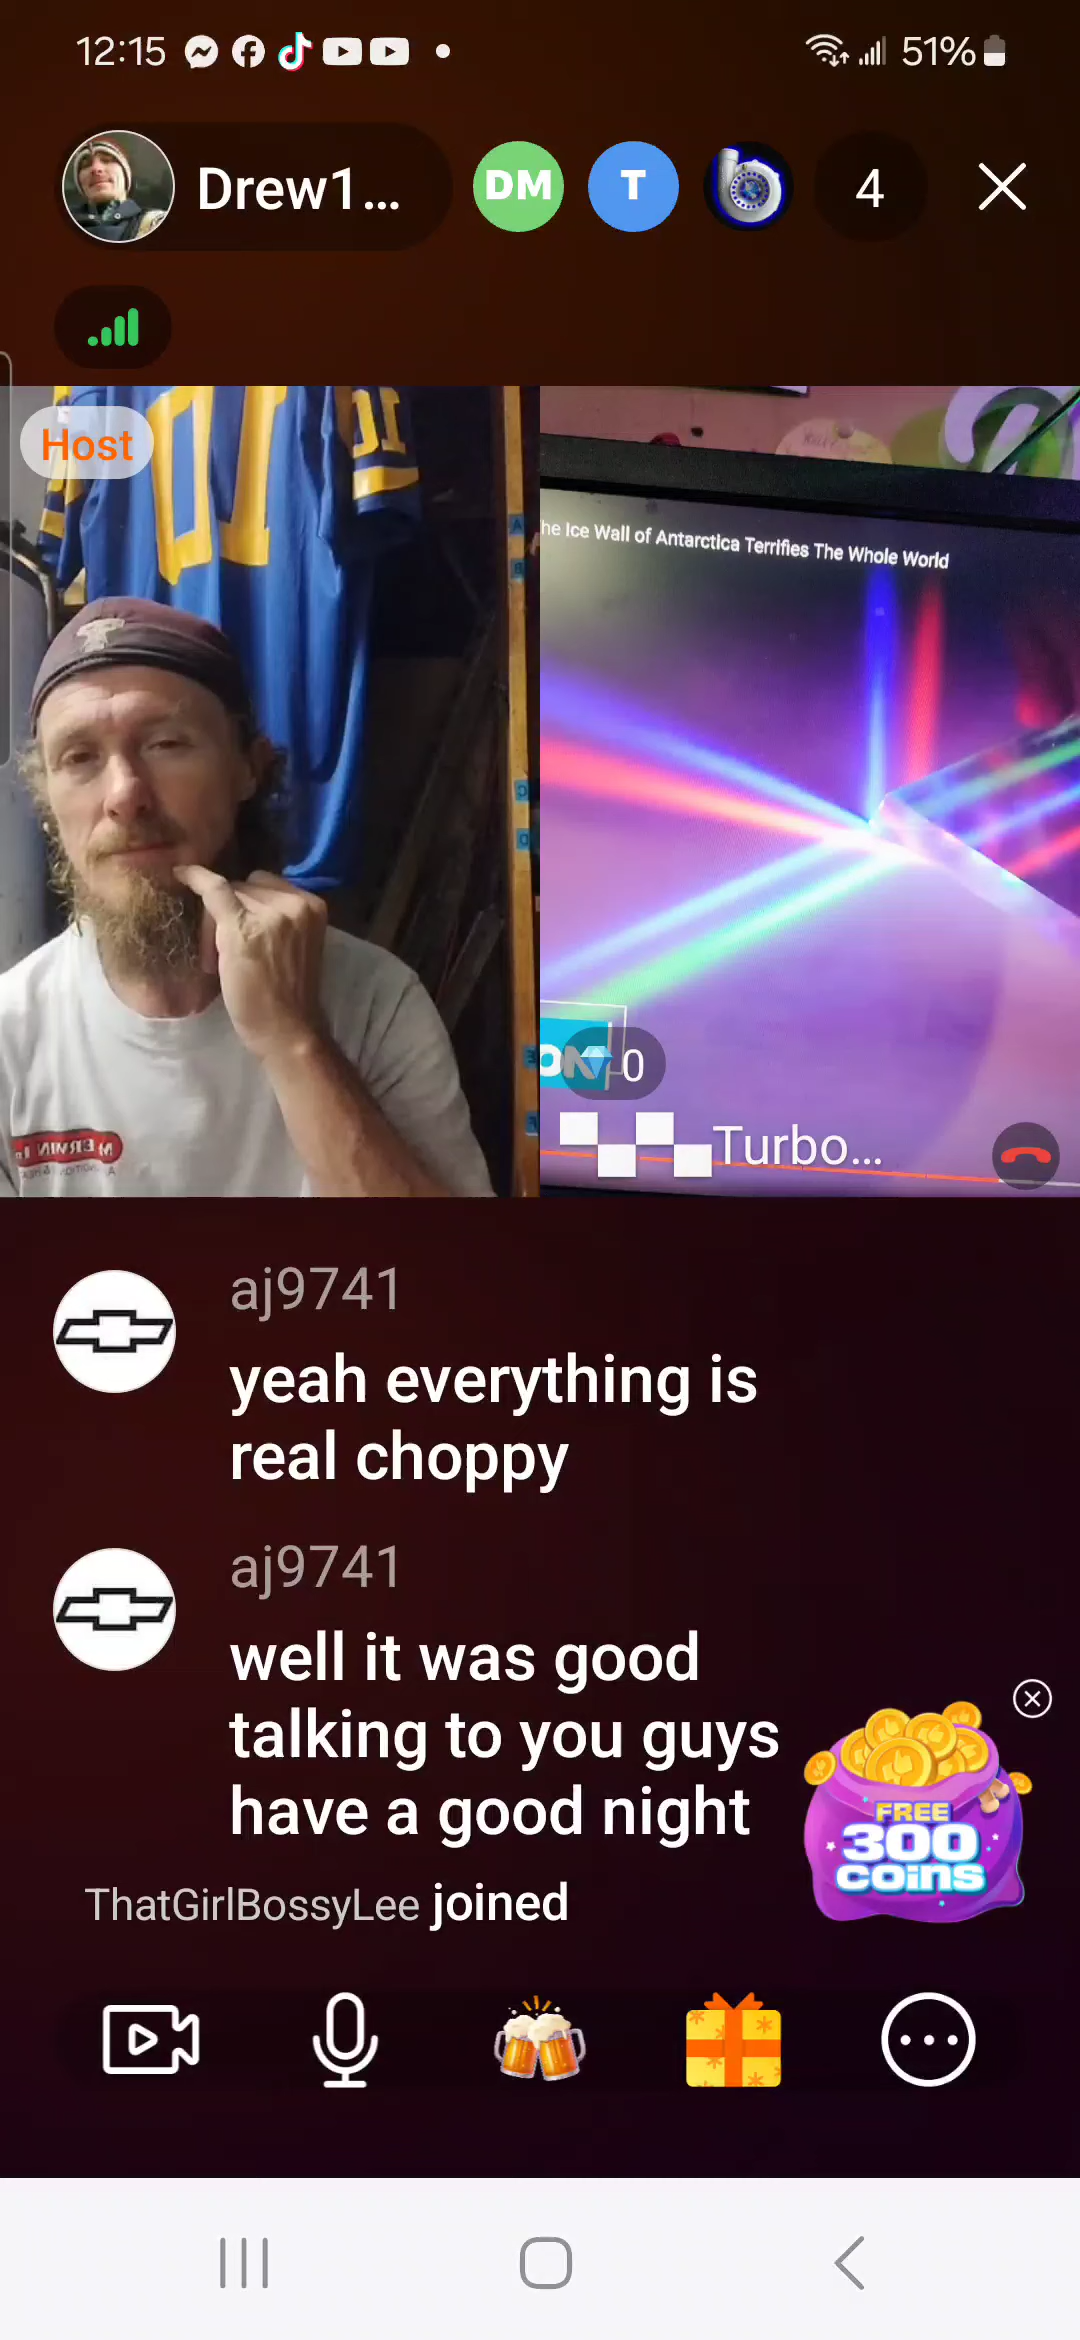 12:15
51%
Drew1...
DM
T
4
Host
he Ice Wall of Antarctica Terrifies The Whole World
ON
0
Turbo...
aj9741
yeah everything is
real choppy
aj9741
well it was good
talking to you guys
have a good night
FREE
300
COINS
ThatGirlBossyLee joined